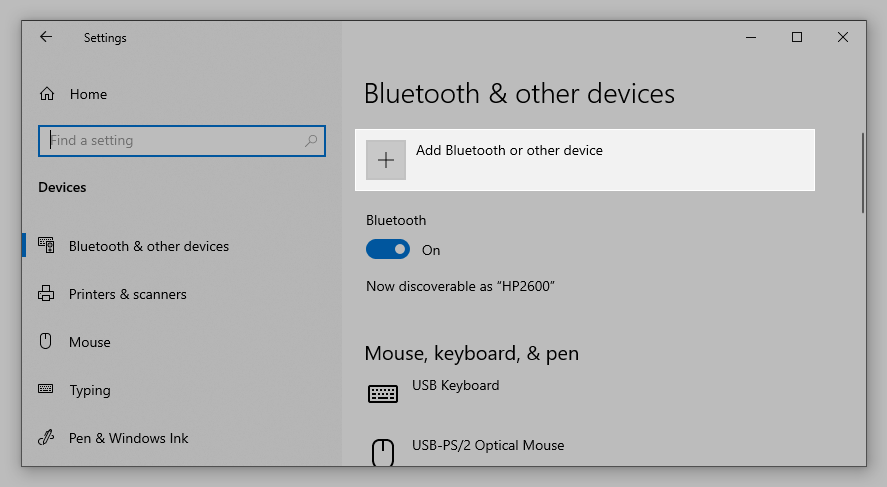 Settings
Home
Find a setting
Devices
Bluetooth & other devices
Printers & scanners
Mouse
Typing
Pen & Windows Ink
Bluetooth & other devices
Add Bluetooth or other device
Bluetooth
On
Now discoverable as “HP2600”
Mouse, keyboard, & pen
USB Keyboard
USB-PS/2 Optical Mouse